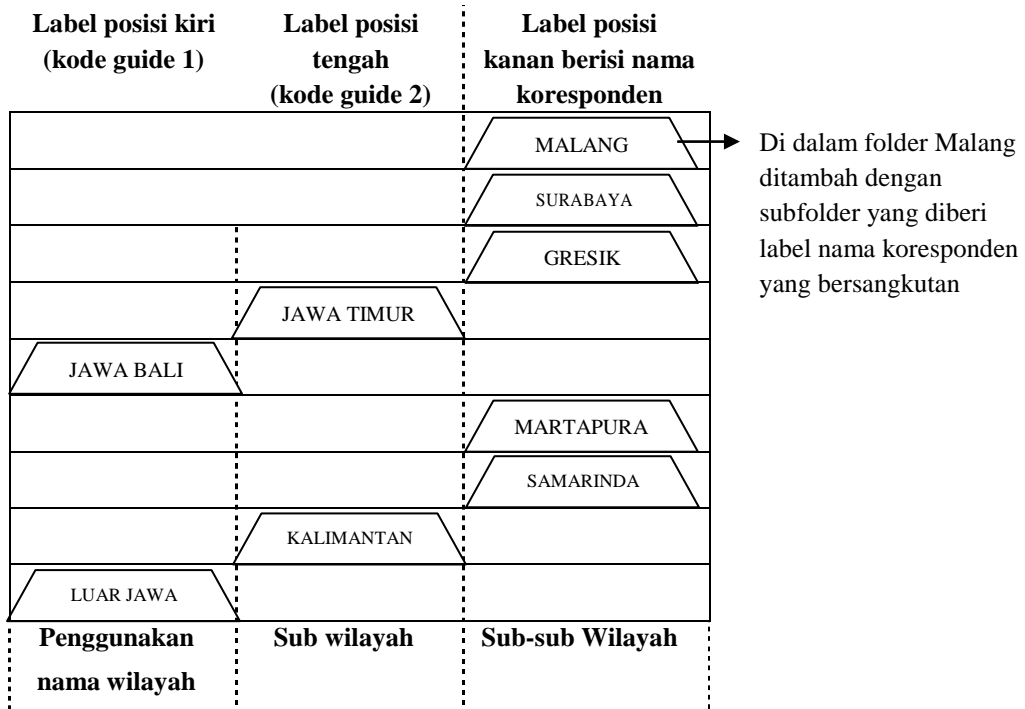 Label posisi kiri
(kode guide 1)
Label posisi
tengah
(kode guide 2)
Label posisi
kanan berisi nama
koresponden
MALANG
Di dalam folder Malang
ditambah dengan
subfolder yang diberi
label nama koresponden
yang bersangkutan
SURABAYA
GRESIK
JAWA TIMUR
JAWA BALI
MARTAPURA
SAMARINDA
KALIMANTAN
LUAR JAWA
Penggunakan
nama wilayah
Sub wilayah
Sub-sub Wilayah